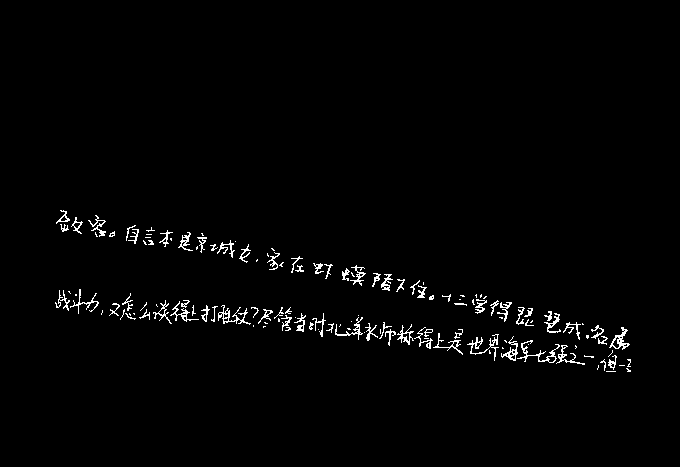 敛容。自言本是京城女,家在虾蟆陵下住。十三学得琵琶成,名属
战斗力,又怎么谈得上打胜仗?尽管当时北洋水师称得上是世界海军七强之一,但